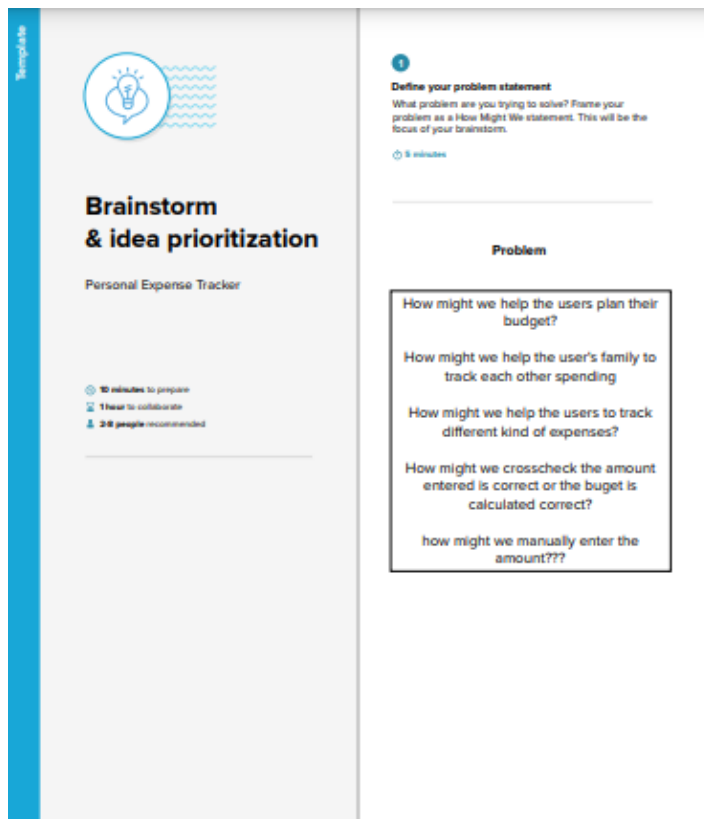 Template
Brainstorm
& idea prioritization
Personal Expense Tracker
10 minutes to prepare
1 hour to collaborate
2-8 people recommended
1
Define your problem statement
What problem are you trying to solve? Frame your
problem as a How Might We statement. This will be the
focus of your brainstorm.
5 minutes
Problem
How might we help the users plan their
budget?
How might we help the user's family to
track each other spending
How might we help the users to track
different kind of expenses?
How might we crosscheck the amount
entered is correct or the buget is
calculated correct?
how might we manually enter the
amount???